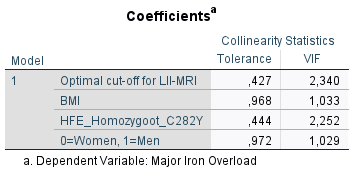 Coefficientsa
Collinearity Statistics
Model Tolerance VIF
1 Optimal cut-off for LII-MRI ,427 2,340
BMI ,968 1,033
HFE_Homozygoot_C282Y ,444 2,252
0=Women, 1=Men ,972 1,029
a. Dependent Variable: Major Iron Overload